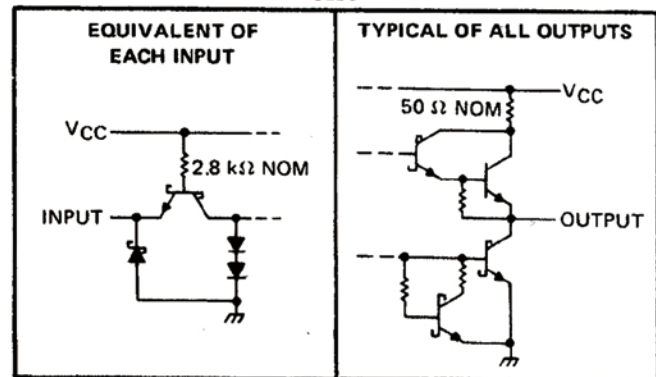 EQUIVALENT OF
EACH INPUT
VCC
2.8 kΩ NOM
INPUT
TYPICAL OF ALL OUTPUTS
VCC
50 Ω NOM
OUTPUT